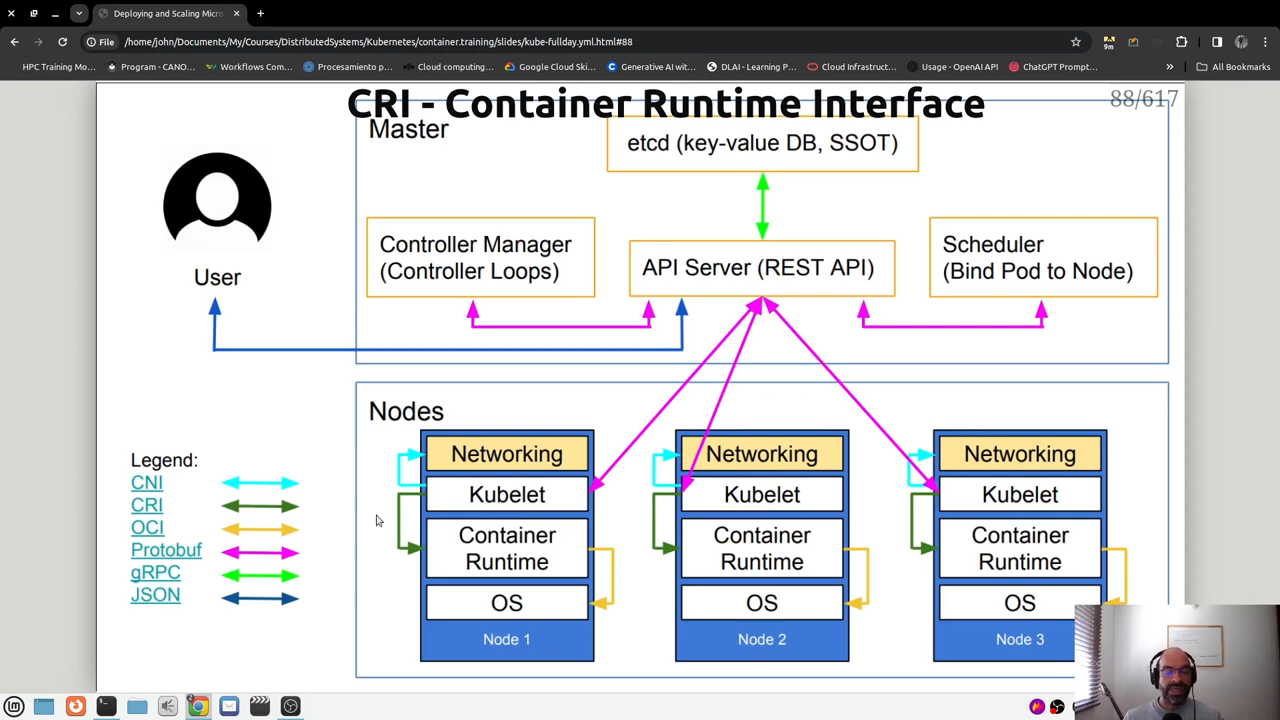 Deploying and Scaling Micro
File
/home/john/Documents/My/Courses/DistributedSystems/Kubernetes/container.training/slides/kube-fullday.yml.html#88
9m
HPC Training Mo...
Program - CANO...
Workflows Com...
Procesamiento p...
Cloud computing...
Google Cloud Ski...
Generative AI wit...
DLAI - Learning P...
Cloud Infrastruct...
Usage - OpenAI API
ChatGPT Prompt...
»
All Bookmarks
CRI - Container Runtime Interface
88/617
Master
etcd (key-value DB, SSOT)
Controller Manager
(Controller Loops)
API Server (REST API)
Scheduler
(Bind Pod to Node)
User
Nodes
Legend:
CNI
CRI
OCI
Protobuf
gRPC
JSON
Networking
Kubelet
Container
Runtime
OS
Node 1
Networking
Kubelet
Container
Runtime
OS
Node 2
Networking
Kubelet
Container
Runtime
OS
Node 3
2